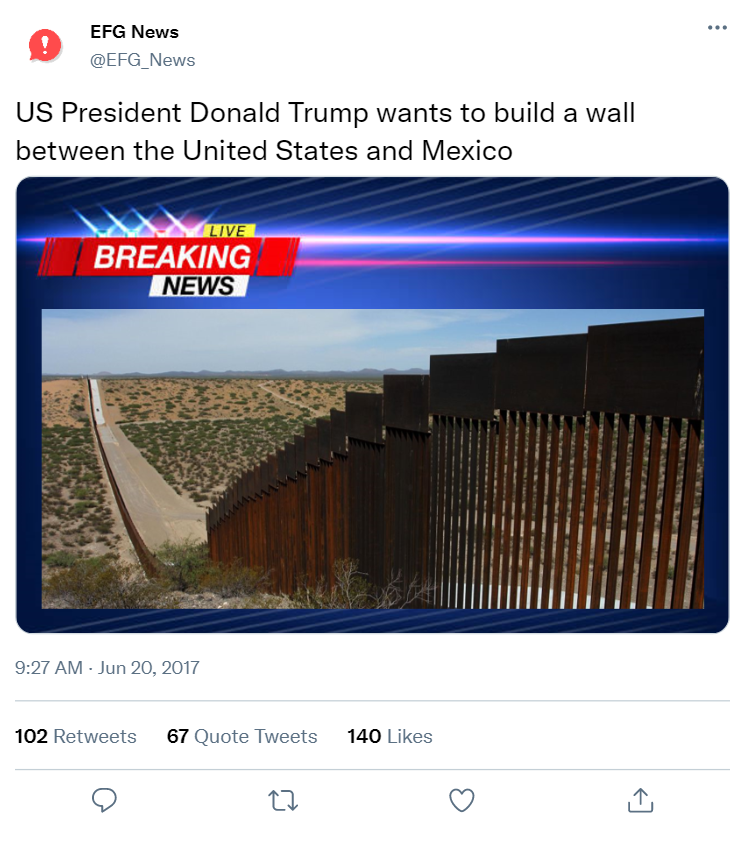 EFG News
@EFG_News
US President Donald Trump wants to build a wall
between the United States and Mexico
LIVE
BREAKING
NEWS
9:27 AM · Jun 20, 2017
102 Retweets 67 Quote Tweets 140 Likes